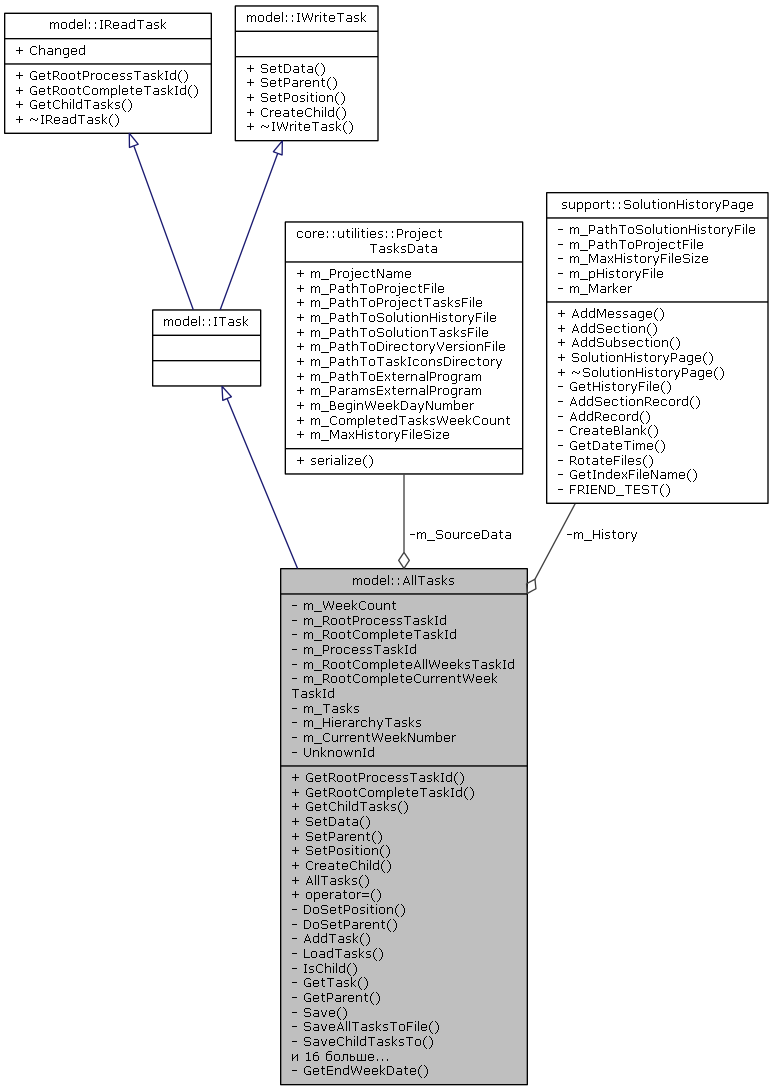 model::IReadTask
+ Changed
+ GetRootProcessTaskId()
+ GetRootCompleteTaskId()
+ GetChildTasks()
+ ~IReadTask()
model::IWriteTask
+ SetData()
+ SetParent()
+ SetPosition()
+ CreateChild()
+ ~IWriteTask()
model::ITask
core::utilities::Project
TasksData
+ m_ProjectName
+ m_PathToProjectFile
+ m_PathToProjectTasksFile
+ m_PathToSolutionHistoryFile
+ m_PathToSolutionTasksFile
+ m_PathToDirectoryVersionFile
+ m_PathToTaskIconsDirectory
+ m_PathToExternalProgram
+ m_ParamsExternalProgram
+ m_BeginWeekDayNumber
+ m_CompletedTasksWeekCount
+ m_MaxHistoryFileSize
+ serialize()
support::SolutionHistoryPage
- m_PathToSolutionHistoryFile
- m_PathToProjectFile
- m_MaxHistoryFileSize
- m_pHistoryFile
- m_Marker
+ AddMessage()
+ AddSection()
+ AddSubsection()
+ SolutionHistoryPage()
+ ~SolutionHistoryPage()
- GetHistoryFile()
- AddSectionRecord()
- AddRecord()
- CreateBlank()
- GetDateTime()
- RotateFiles()
- GetIndexFileName()
- FRIEND_TEST()
-m_SourceData
-m_History
model::AllTasks
- m_WeekCount
- m_RootProcessTaskId
- m_RootCompleteTaskId
- m_ProcessTaskId
- m_RootCompleteAllWeeksTaskId
- m_RootCompleteCurrentWeek
TaskId
- m_Tasks
- m_HierarchyTasks
- m_CurrentWeekNumber
- UnknownId
+ GetRootProcessTaskId()
+ GetRootCompleteTaskId()
+ GetChildTasks()
+ SetData()
+ SetParent()
+ SetPosition()
+ CreateChild()
+ AllTasks()
+ operator=()
- DoSetPosition()
- DoSetParent()
- AddTask()
- LoadTasks()
- IsChild()
- GetTask()
- GetParent()
- Save()
- SaveAllTasksToFile()
- SaveChildTasksTo()
и 16 больше...
- GetEndWeekDate()